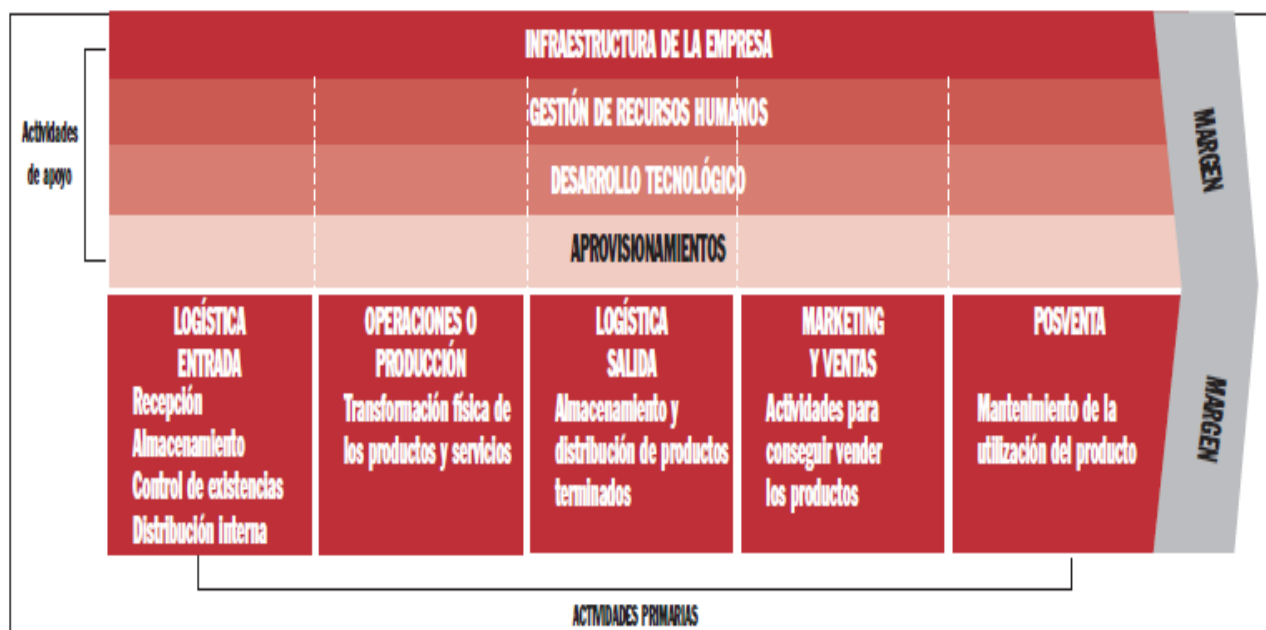 INFRAESTRUCTURA DE LA EMPRESA
GESTIÓN DE RECURSOS HUMANOS
DESARROLLO TECNOLÓGICO
APROVISIONAMIENTOS
Actividades
de apoyo
MARGEN
MARGEN
LOGÍSTICA
ENTRADA
Recepción
Almacenamiento
Control de existencias
Distribución interna
OPERACIONES O
PRODUCCIÓN
Transformación física de
los productos y servicios
LOGÍSTICA
SALIDA
Almacenamiento y
distribución de productos
terminados
MARKETING
Y VENTAS
Actividades para
conseguir vender
los productos
POSVENTA
Mantenimiento de la
utilización del producto
ACTIVIDADES PRIMARIAS